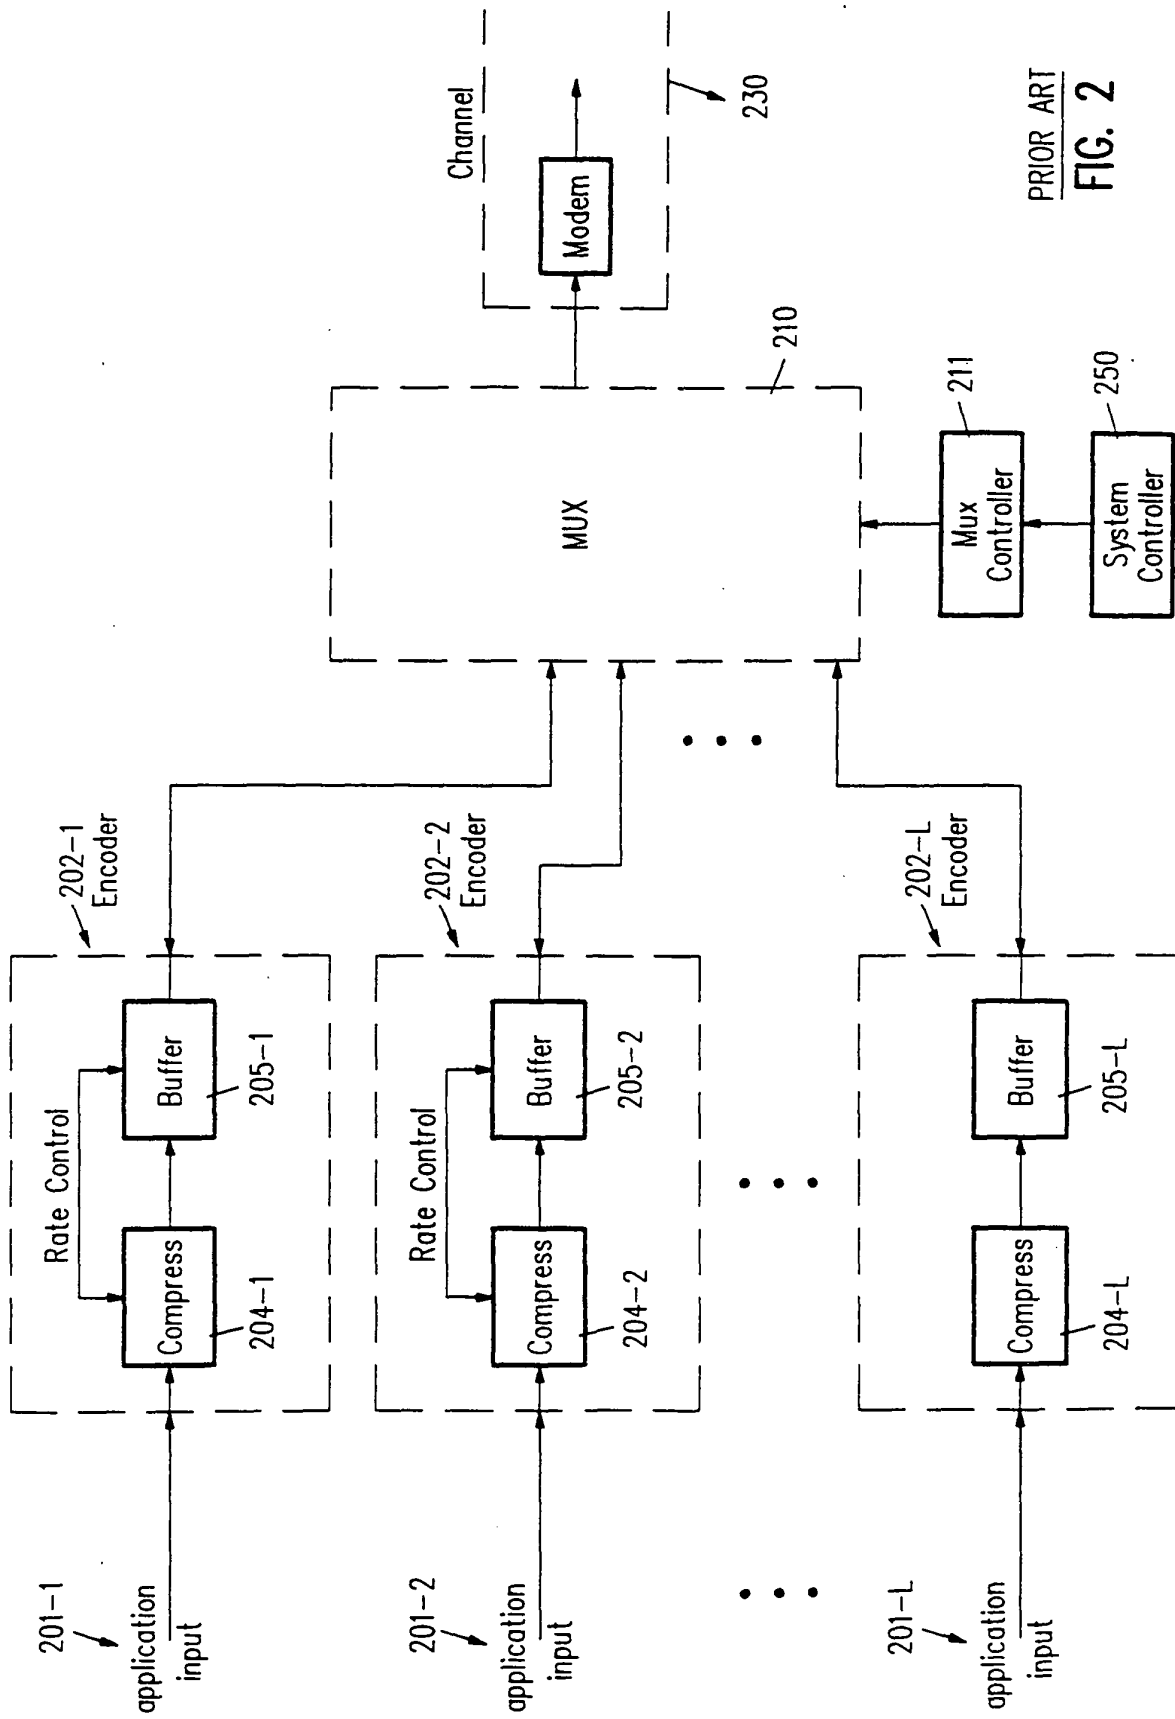 201-1
application
input
Rate Control
Compress
204-1
Buffer
205-1
202-1
Encoder
201-2
application
input
Rate Control
Compress
204-2
Buffer
205-2
202-2
Encoder
201-L
application
input
Compress
204-L
Buffer
205-L
202-L
Encoder
MUX
210
Mux
Controller
211
System
Controller
250
Channel
Modem
230
PRIOR ART
FIG. 2